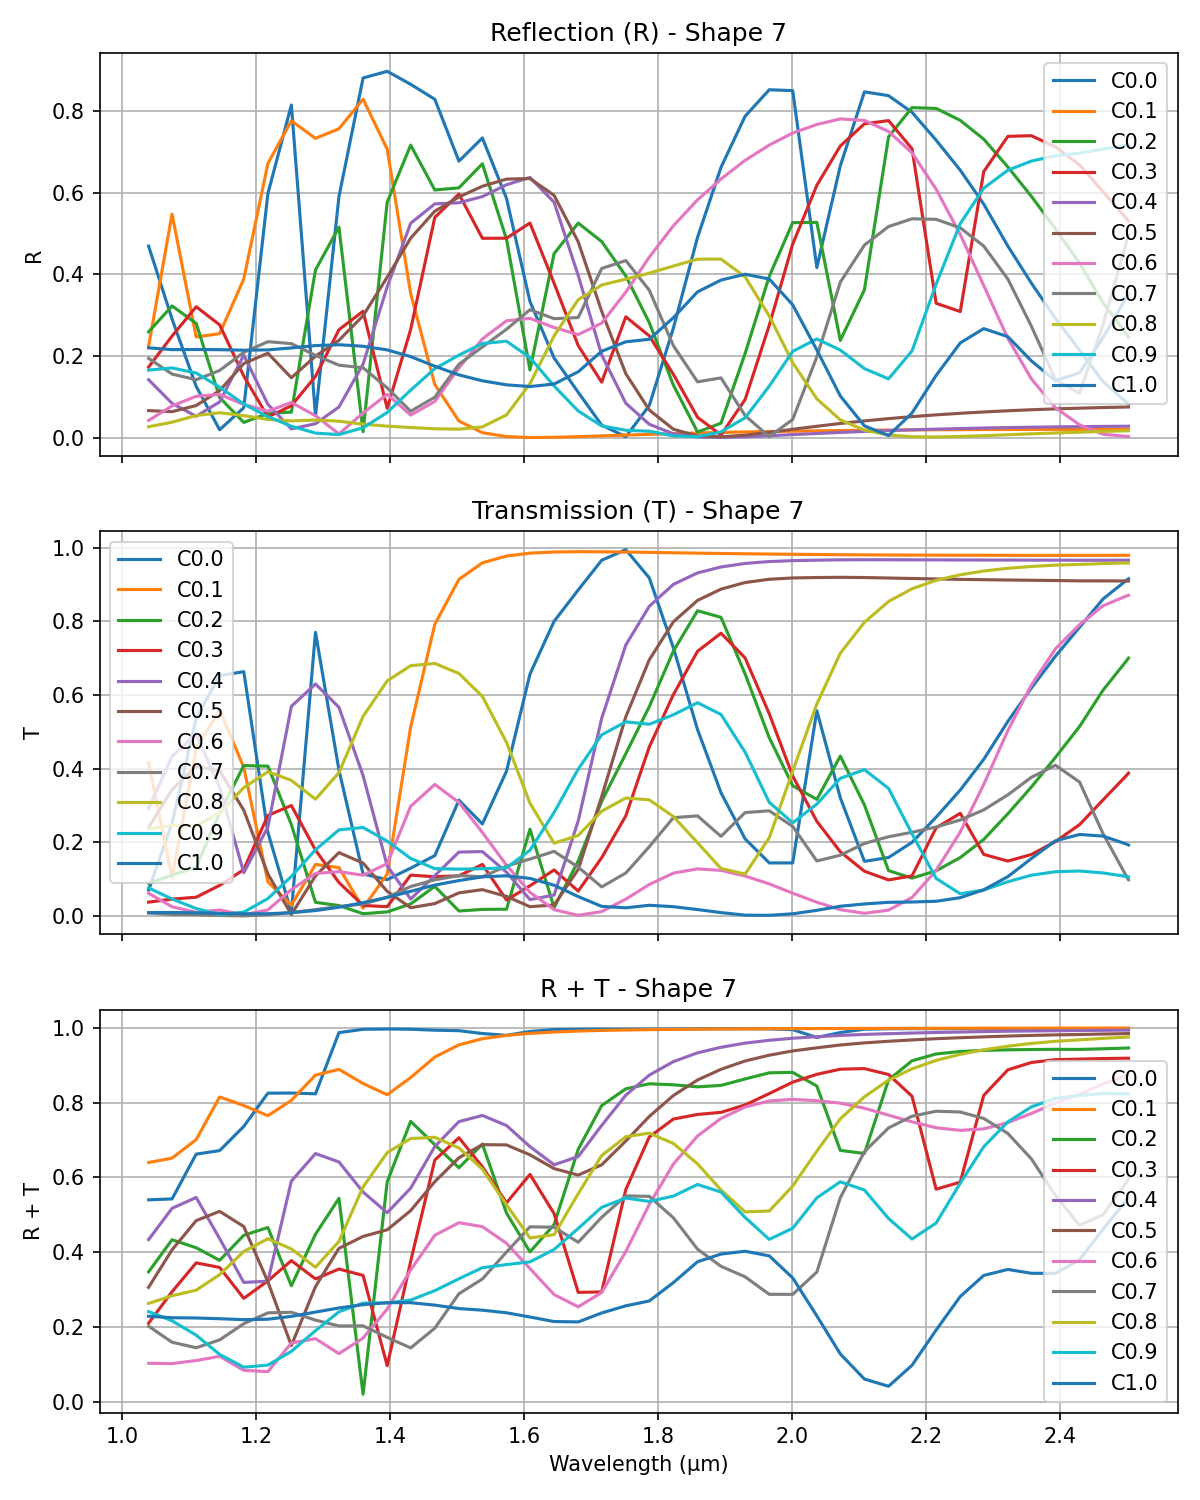 Reflection (R) - Shape 7
R
0.8
0.6
0.4
0.2
0.0
C0.0
C0.1
C0.2
C0.3
C0.4
C0.5
C0.6
C0.7
C0.8
C0.9
C1.0
Transmission (T) - Shape 7
T
1.0
0.8
0.6
0.4
0.2
0.0
C0.0
C0.1
C0.2
C0.3
C0.4
C0.5
C0.6
C0.7
C0.8
C0.9
C1.0
R + T - Shape 7
R + T
1.0
0.8
0.6
0.4
0.2
0.0
C0.0
C0.1
C0.2
C0.3
C0.4
C0.5
C0.6
C0.7
C0.8
C0.9
C1.0
1.0 1.2 1.4 1.6 1.8 2.0 2.2 2.4
Wavelength (μm)